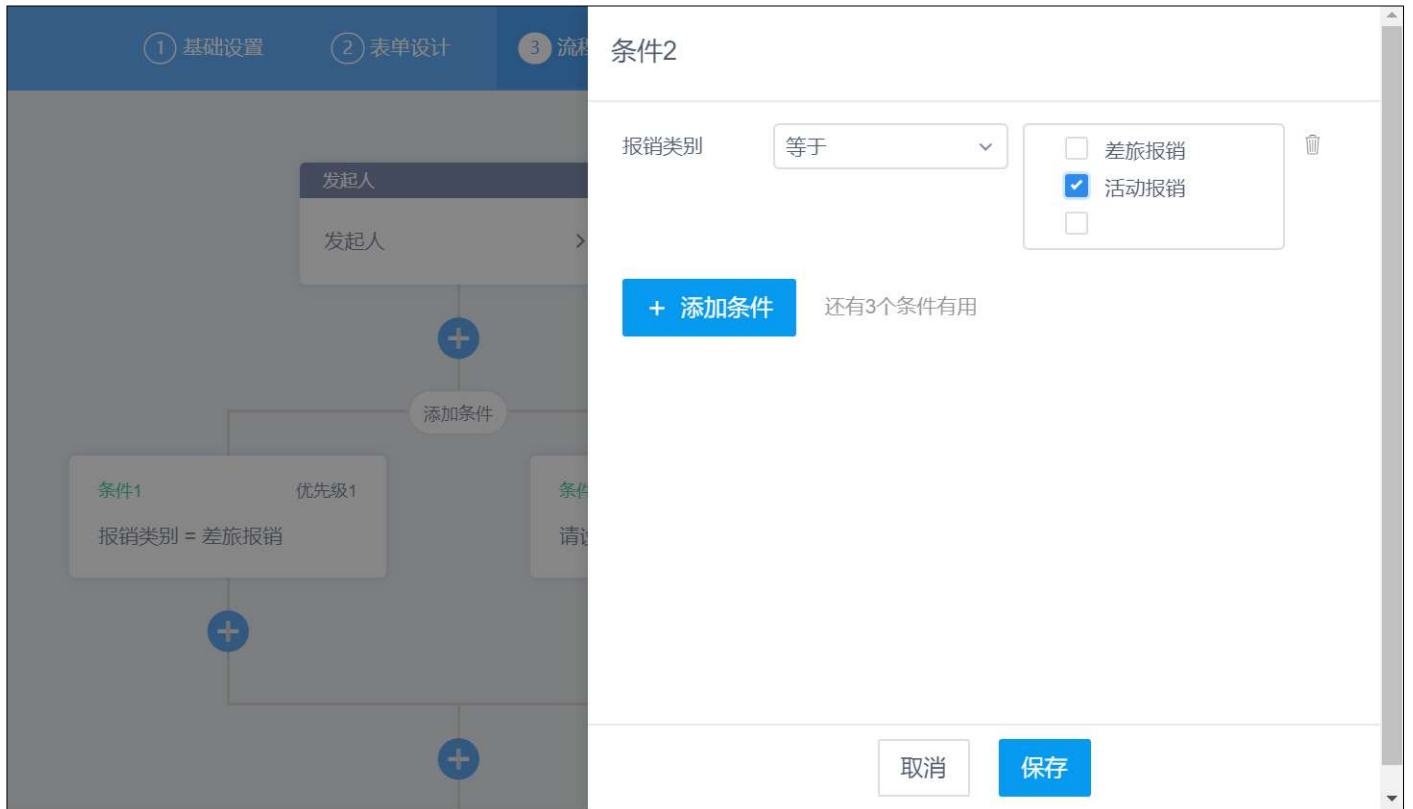 1 基础设置
2 表单设计
3 流程
条件2
报销类别
等于
差旅报销
活动报销
发起人
发起人
+ 添加条件
还有3个条件有用
添加条件
条件1
优先级1
报销类别 = 差旅报销
条件
请设
取消
保存